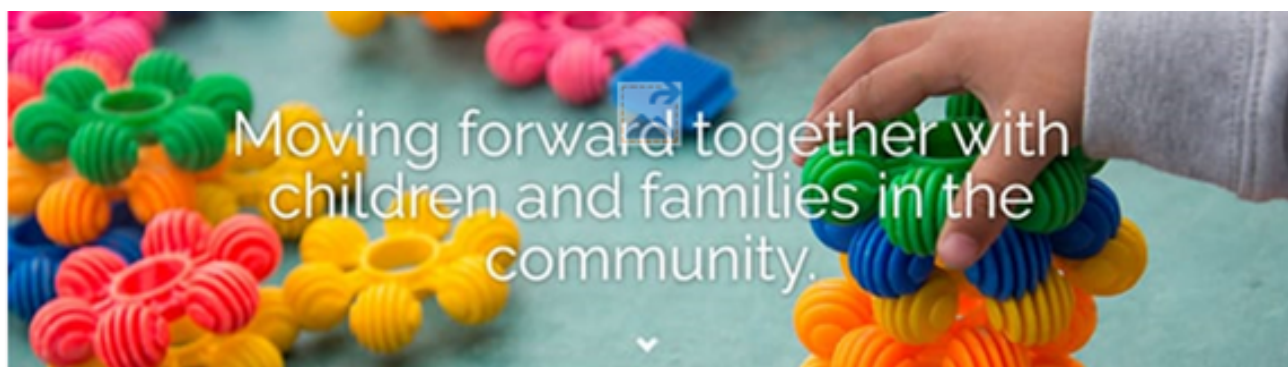 Moving forward together with
children and families in the
community.